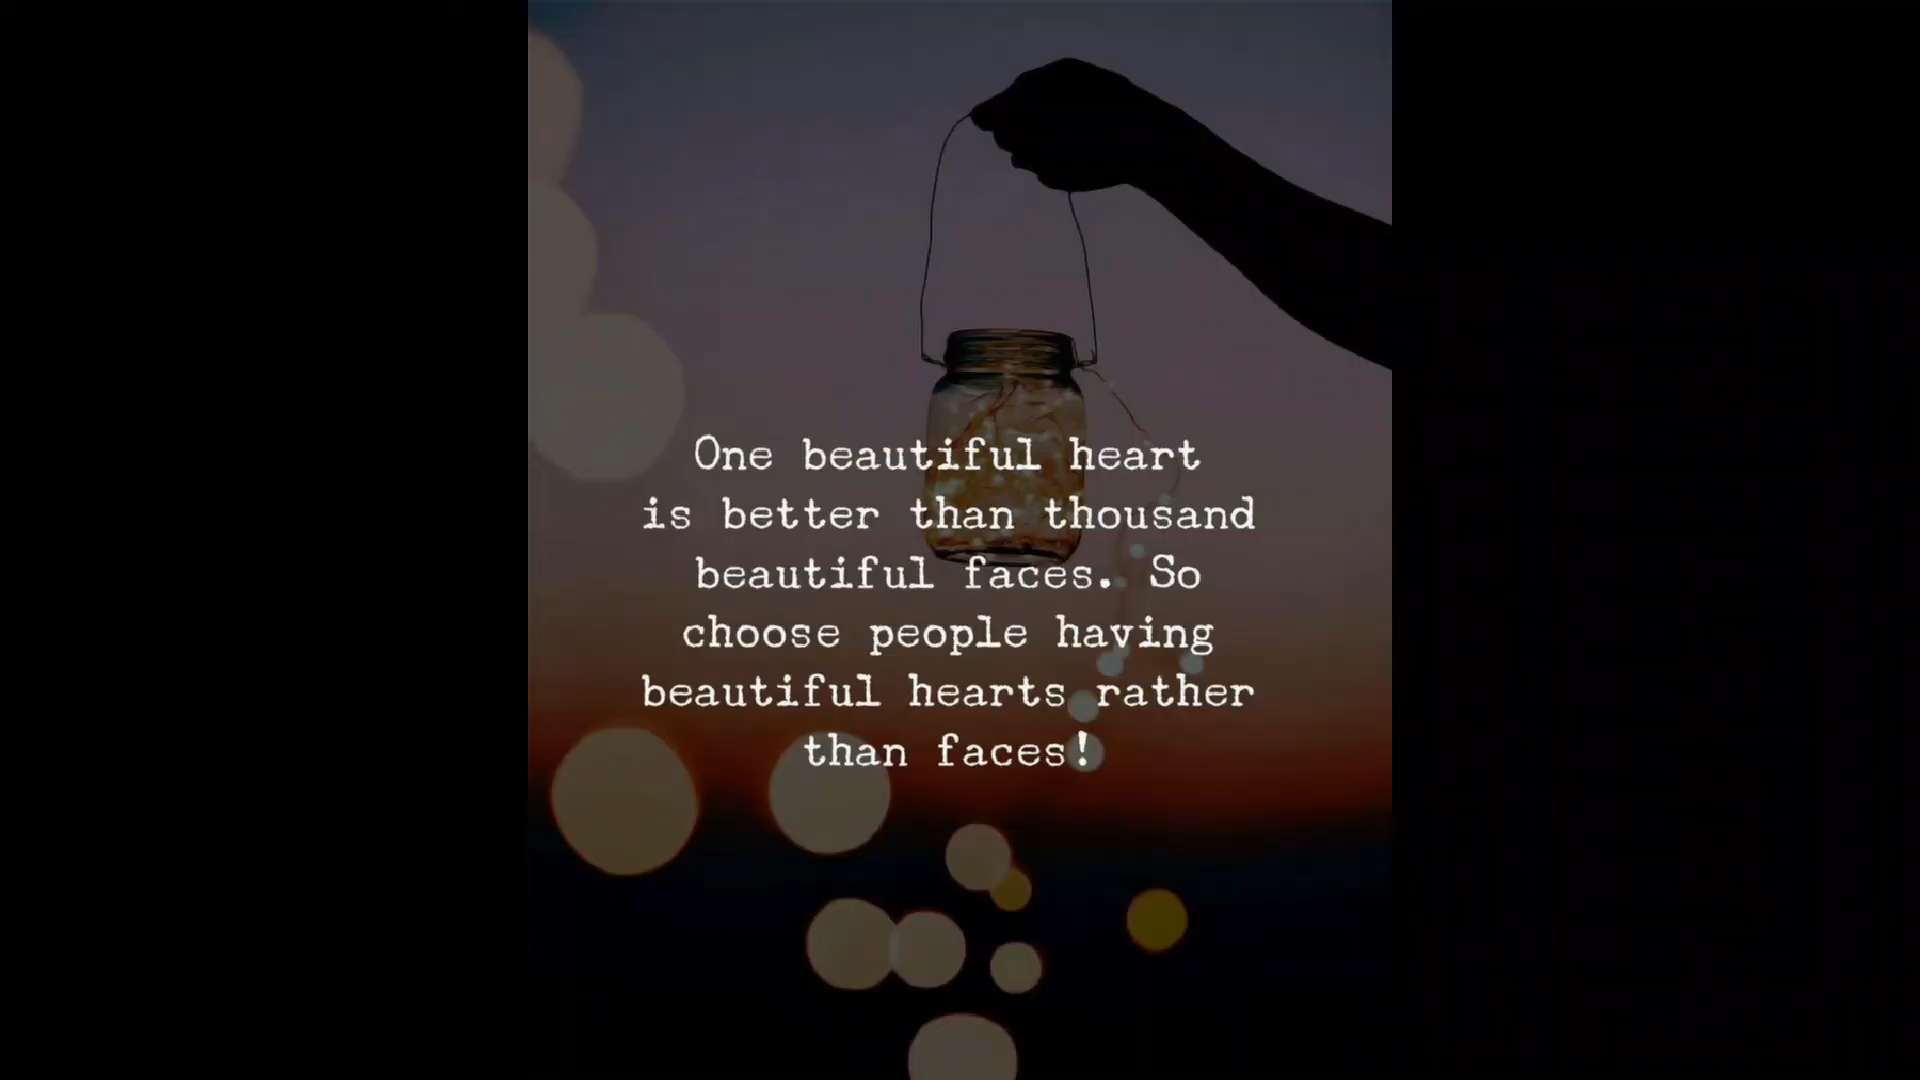 One beautiful heart
is better than thousand
beautiful faces. So
choose people having
beautiful hearts rather
than faces!